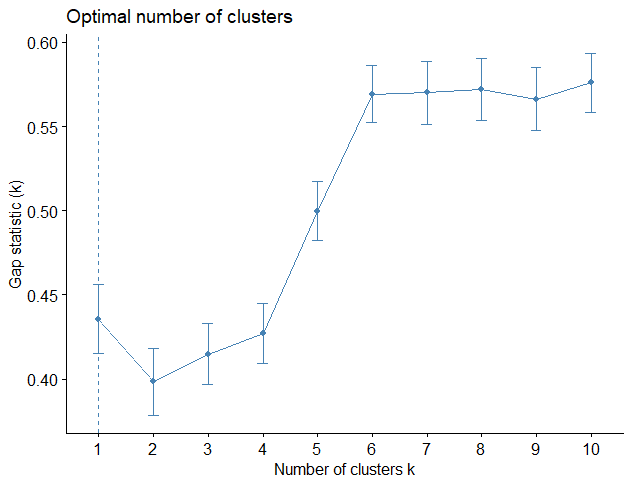 Optimal number of clusters
Gap statistic (k)
0.60
0.55
0.50
0.45
0.40
1 2 3 4 5 6 7 8 9 10
Number of clusters k